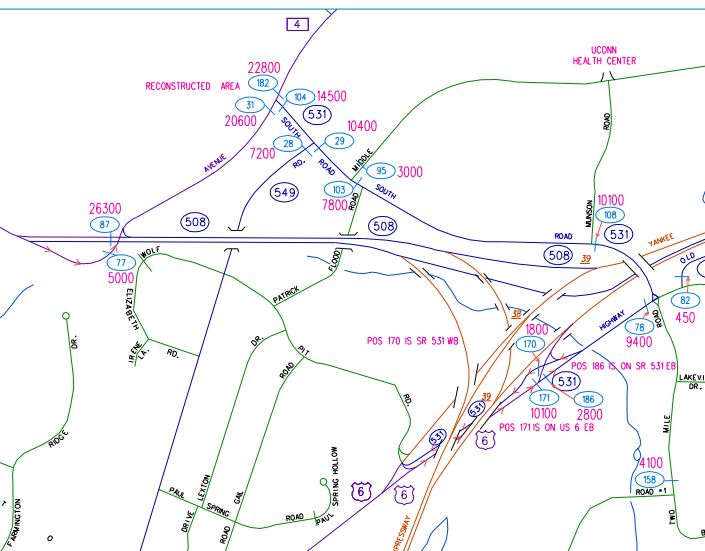 4
UCONN
HEALTH CENTER
22800
182
RECONSTRUCTED AREA
104
14500
31
531
20600
SOUTH
10400
28
29
7200
RD.
ROAD
MIDDLE
95
3000
AVENUE
549
103
7800
ROAD
SOUTH
ROAD
MUNSON
10100
108
26300
87
508
508
ROAD
531
508
39
YANKEE
77
5000
WOLF
FLOOD
OLD
ELIZABETH
PATRICK
82
450
38
1800
HIGHWAY
78
9400
ROAD
DR.
IRENE
LA.
RD.
DR.
PIT
POS 170 IS SR 531 WB
170
POS 186 IS ON SR 531 EB
531
ROAD
39
171
186
LAKEVI
DR.
RD.
531
10100
2800
POS 171 IS ON US 6 EB
MILE
RIDGE
531
6
4100
158
PAUL
LEXTON
SPRING
GAIL
SPRING HOLLOW
6
6
ROAD #1
FARMINGTON
DRIVE
ROAD
ROAD
PAUL
PRESSWAY
TWO